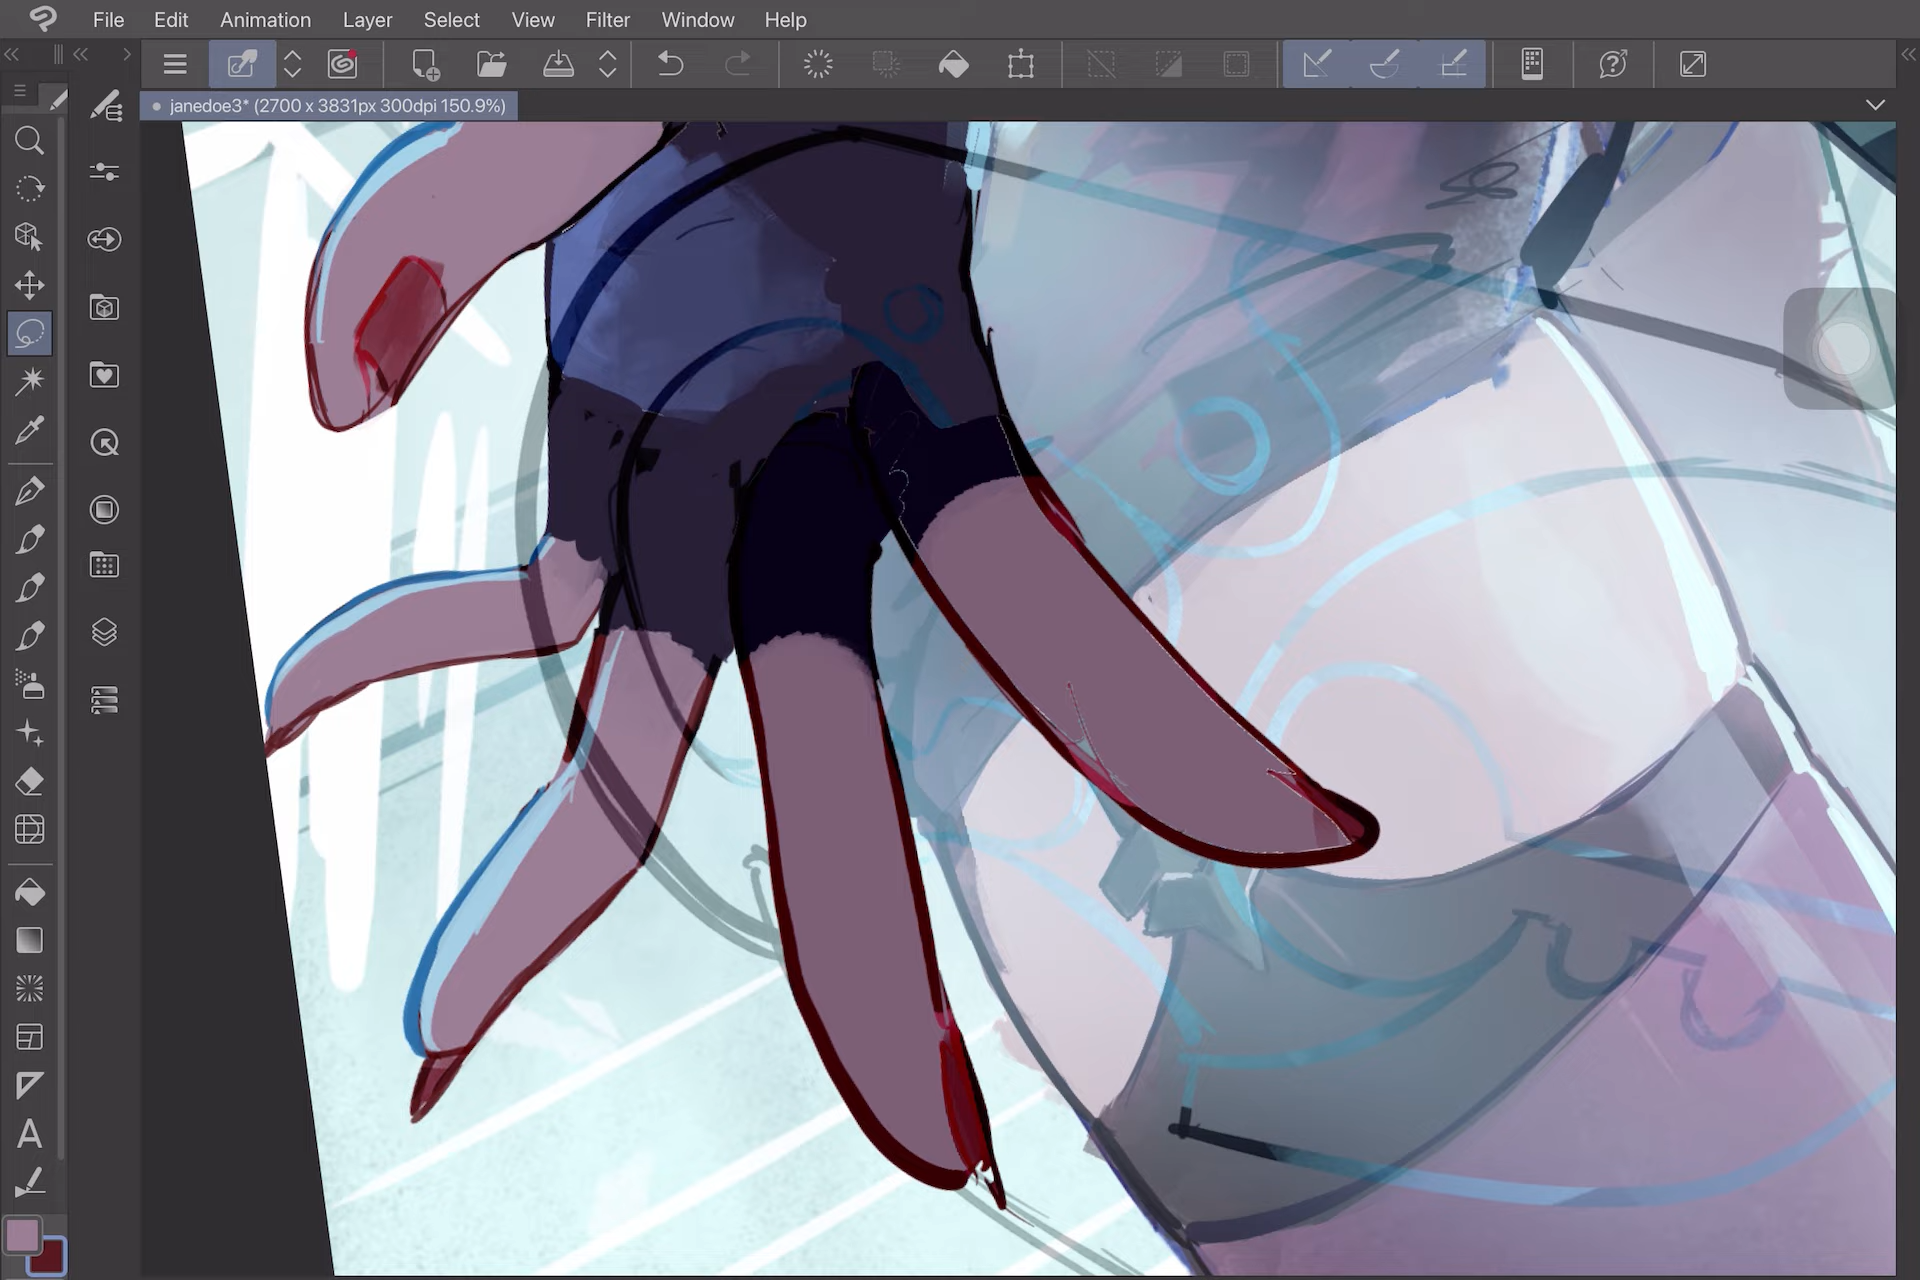 File Edit Animation Layer Select View Filter Window Help
janedoe3* (2700 x 3831px 300dpi 150.9%)
A